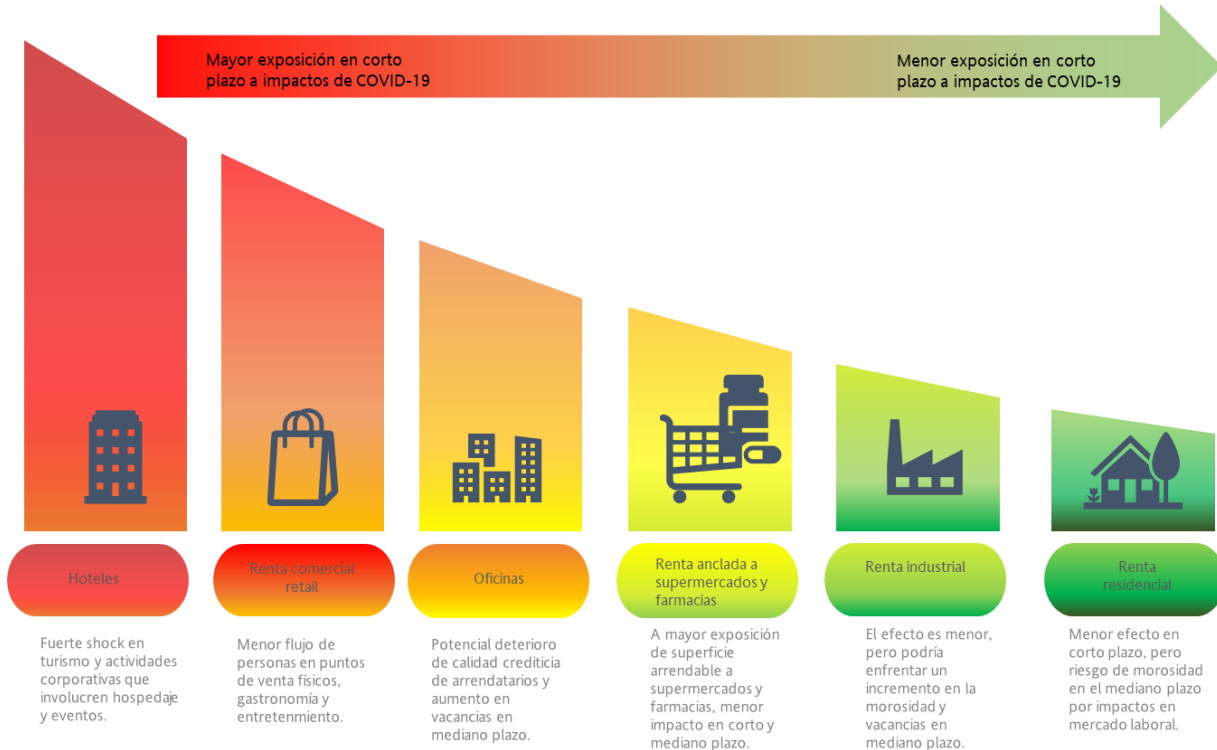 Mayor exposición en corto
plazo a impactos de COVID-19
Menor exposición en corto
plazo a impactos de COVID-19
Hoteles
Renta comercial
retail
Oficinas
Renta anclada a
supermercados y
farmacias
Renta industrial
Renta
residencial
Fuerte shock en
turismo y actividades
corporativas que
involucren hospedaje
y eventos.
Menor flujo de
personas en puntos
de venta físicos,
gastronomía y
entretenmiento.
Potencial deterioro
de calidad crediticia
de arrendatarios y
aumento en
vacancias en
mediano plazo.
A mayor exposición
de superficie
arrendable a
supermercados y
farmacias, menor
impacto en corto y
mediano plazo.
El efecto es menor,
pero podría
enfrentar un
incremento en la
morosidad y
vacancias en
mediano plazo.
Menor efecto en
corto plazo, pero
riesgo de morosidad
en el mediano plazo
por impactos en
mercado laboral.